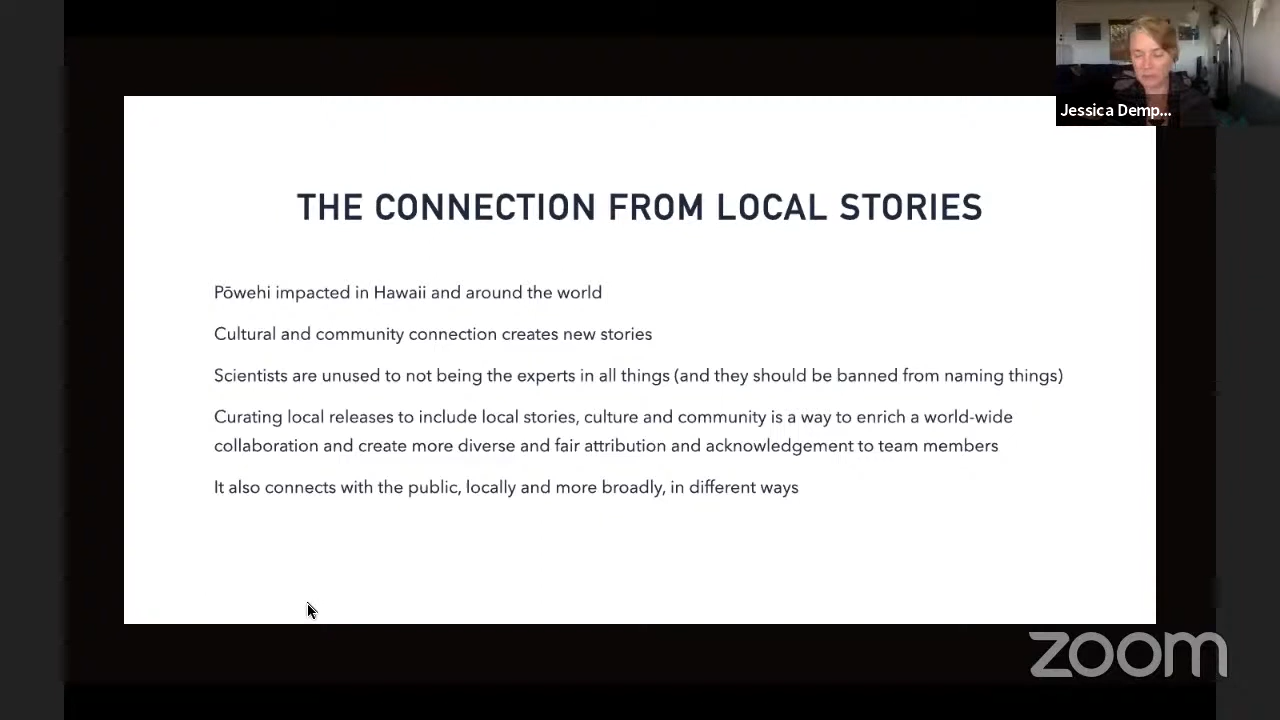 Jessica Demp...
THE CONNECTION FROM LOCAL STORIES
Pōwehi impacted in Hawaii and around the world
Cultural and community connection creates new stories
Scientists are unused to not being the experts in all things (and they should be banned from naming things)
Curating local releases to include local stories, culture and community is a way to enrich a world-wide
collaboration and create more diverse and fair attribution and acknowledgement to team members
It also connects with the public, locally and more broadly, in different ways
zoom